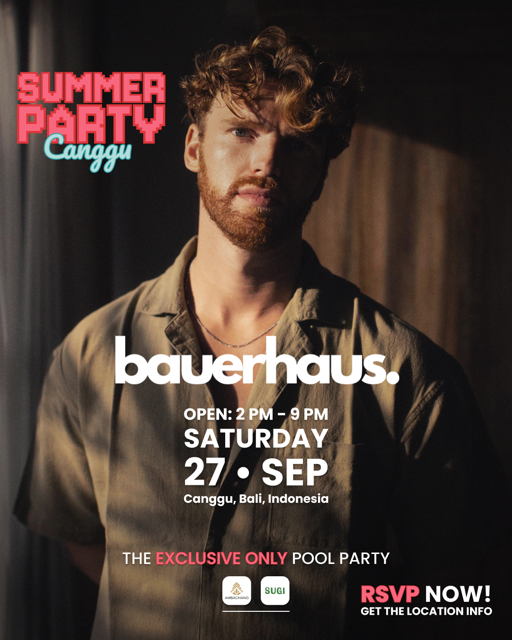 SUMMER
PARTY
Canggu
bauerhaus.
OPEN: 2 PM - 9 PM
SATURDAY
27 • SEP
Canggu, Bali, Indonesia
THE EXCLUSIVE ONLY POOL PARTY
AMBACHANG
SUGI
RSVP NOW!
GET THE LOCATION INFO